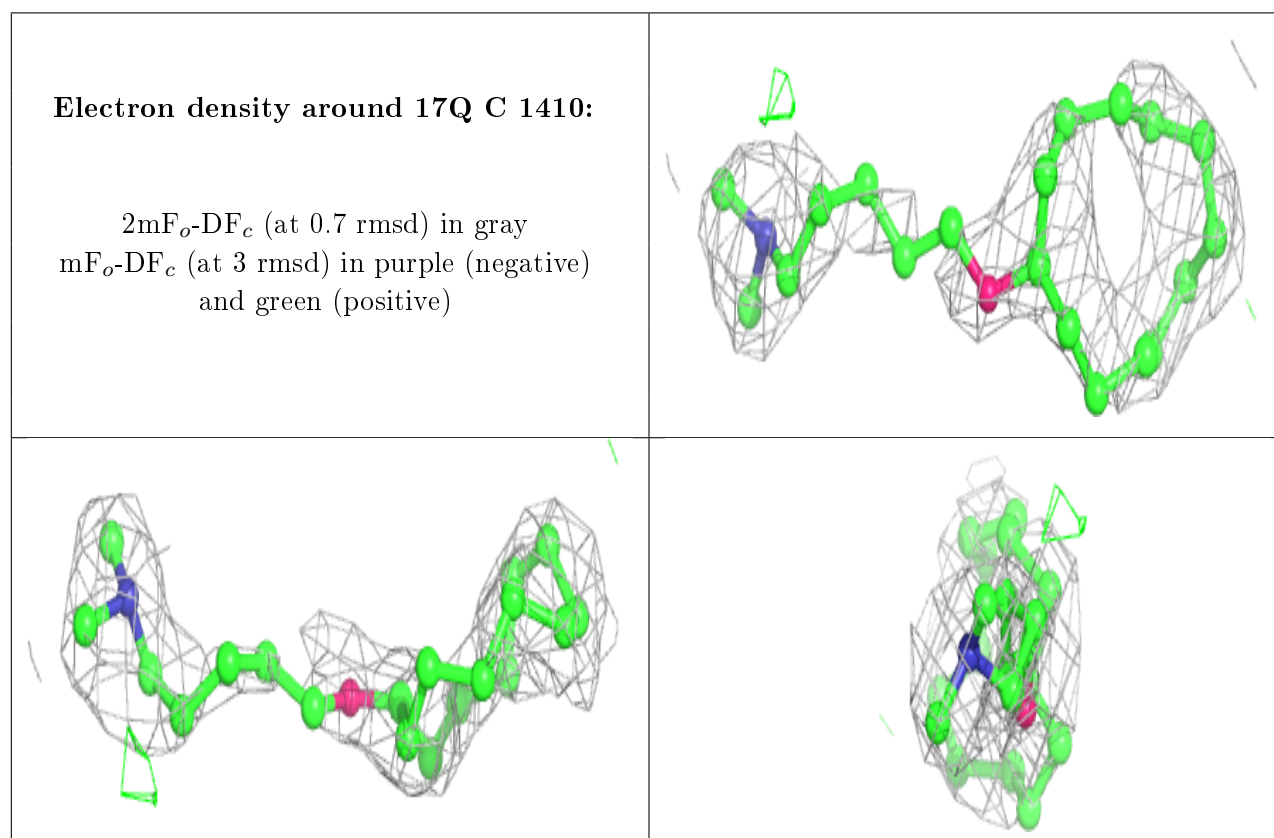 Electron density around 17Q C 1410:
2mFₒ-DF𝒸 (at 0.7 rmsd) in gray
mFₒ-DF𝒸 (at 3 rmsd) in purple (negative)
and green (positive)